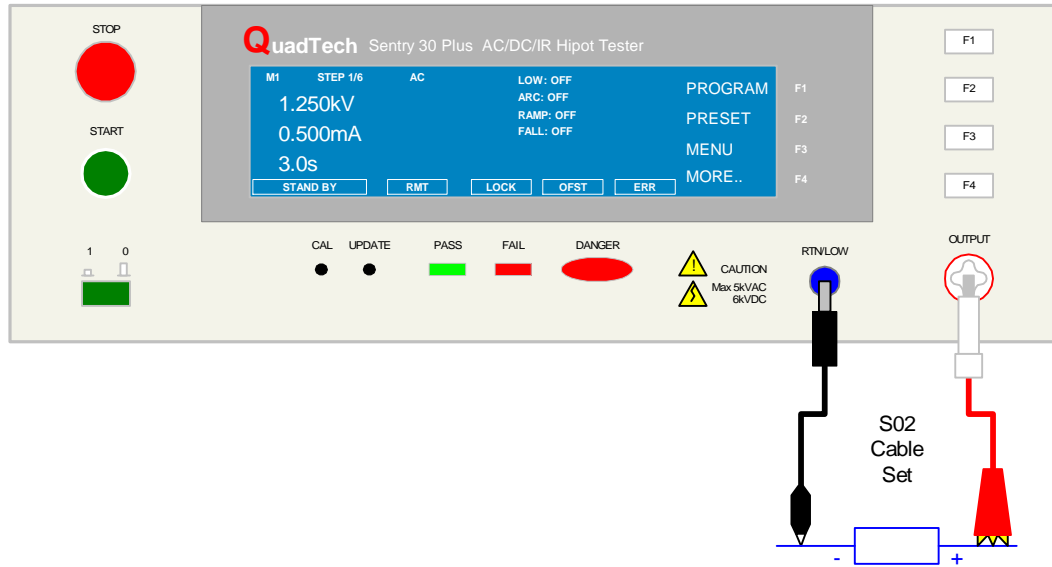 STOP
START
1 0
QuadTech Sentry 30 Plus AC/DC/IR Hipot Tester
M1 STEP 1/6 AC
1.250kV
0.500mA
3.0s
LOW: OFF
ARC: OFF
RAMP: OFF
FALL: OFF
PROGRAM F1
PRESET F2
MENU F3
MORE.. F4
STAND BY RMT LOCK OFST ERR
F1
F2
F3
F4
CAL UPDATE PASS FAIL DANGER
CAUTION
Max 5kVAC
6kVDC
RTN/LOW
OUTPUT
S02
Cable
Set
- +